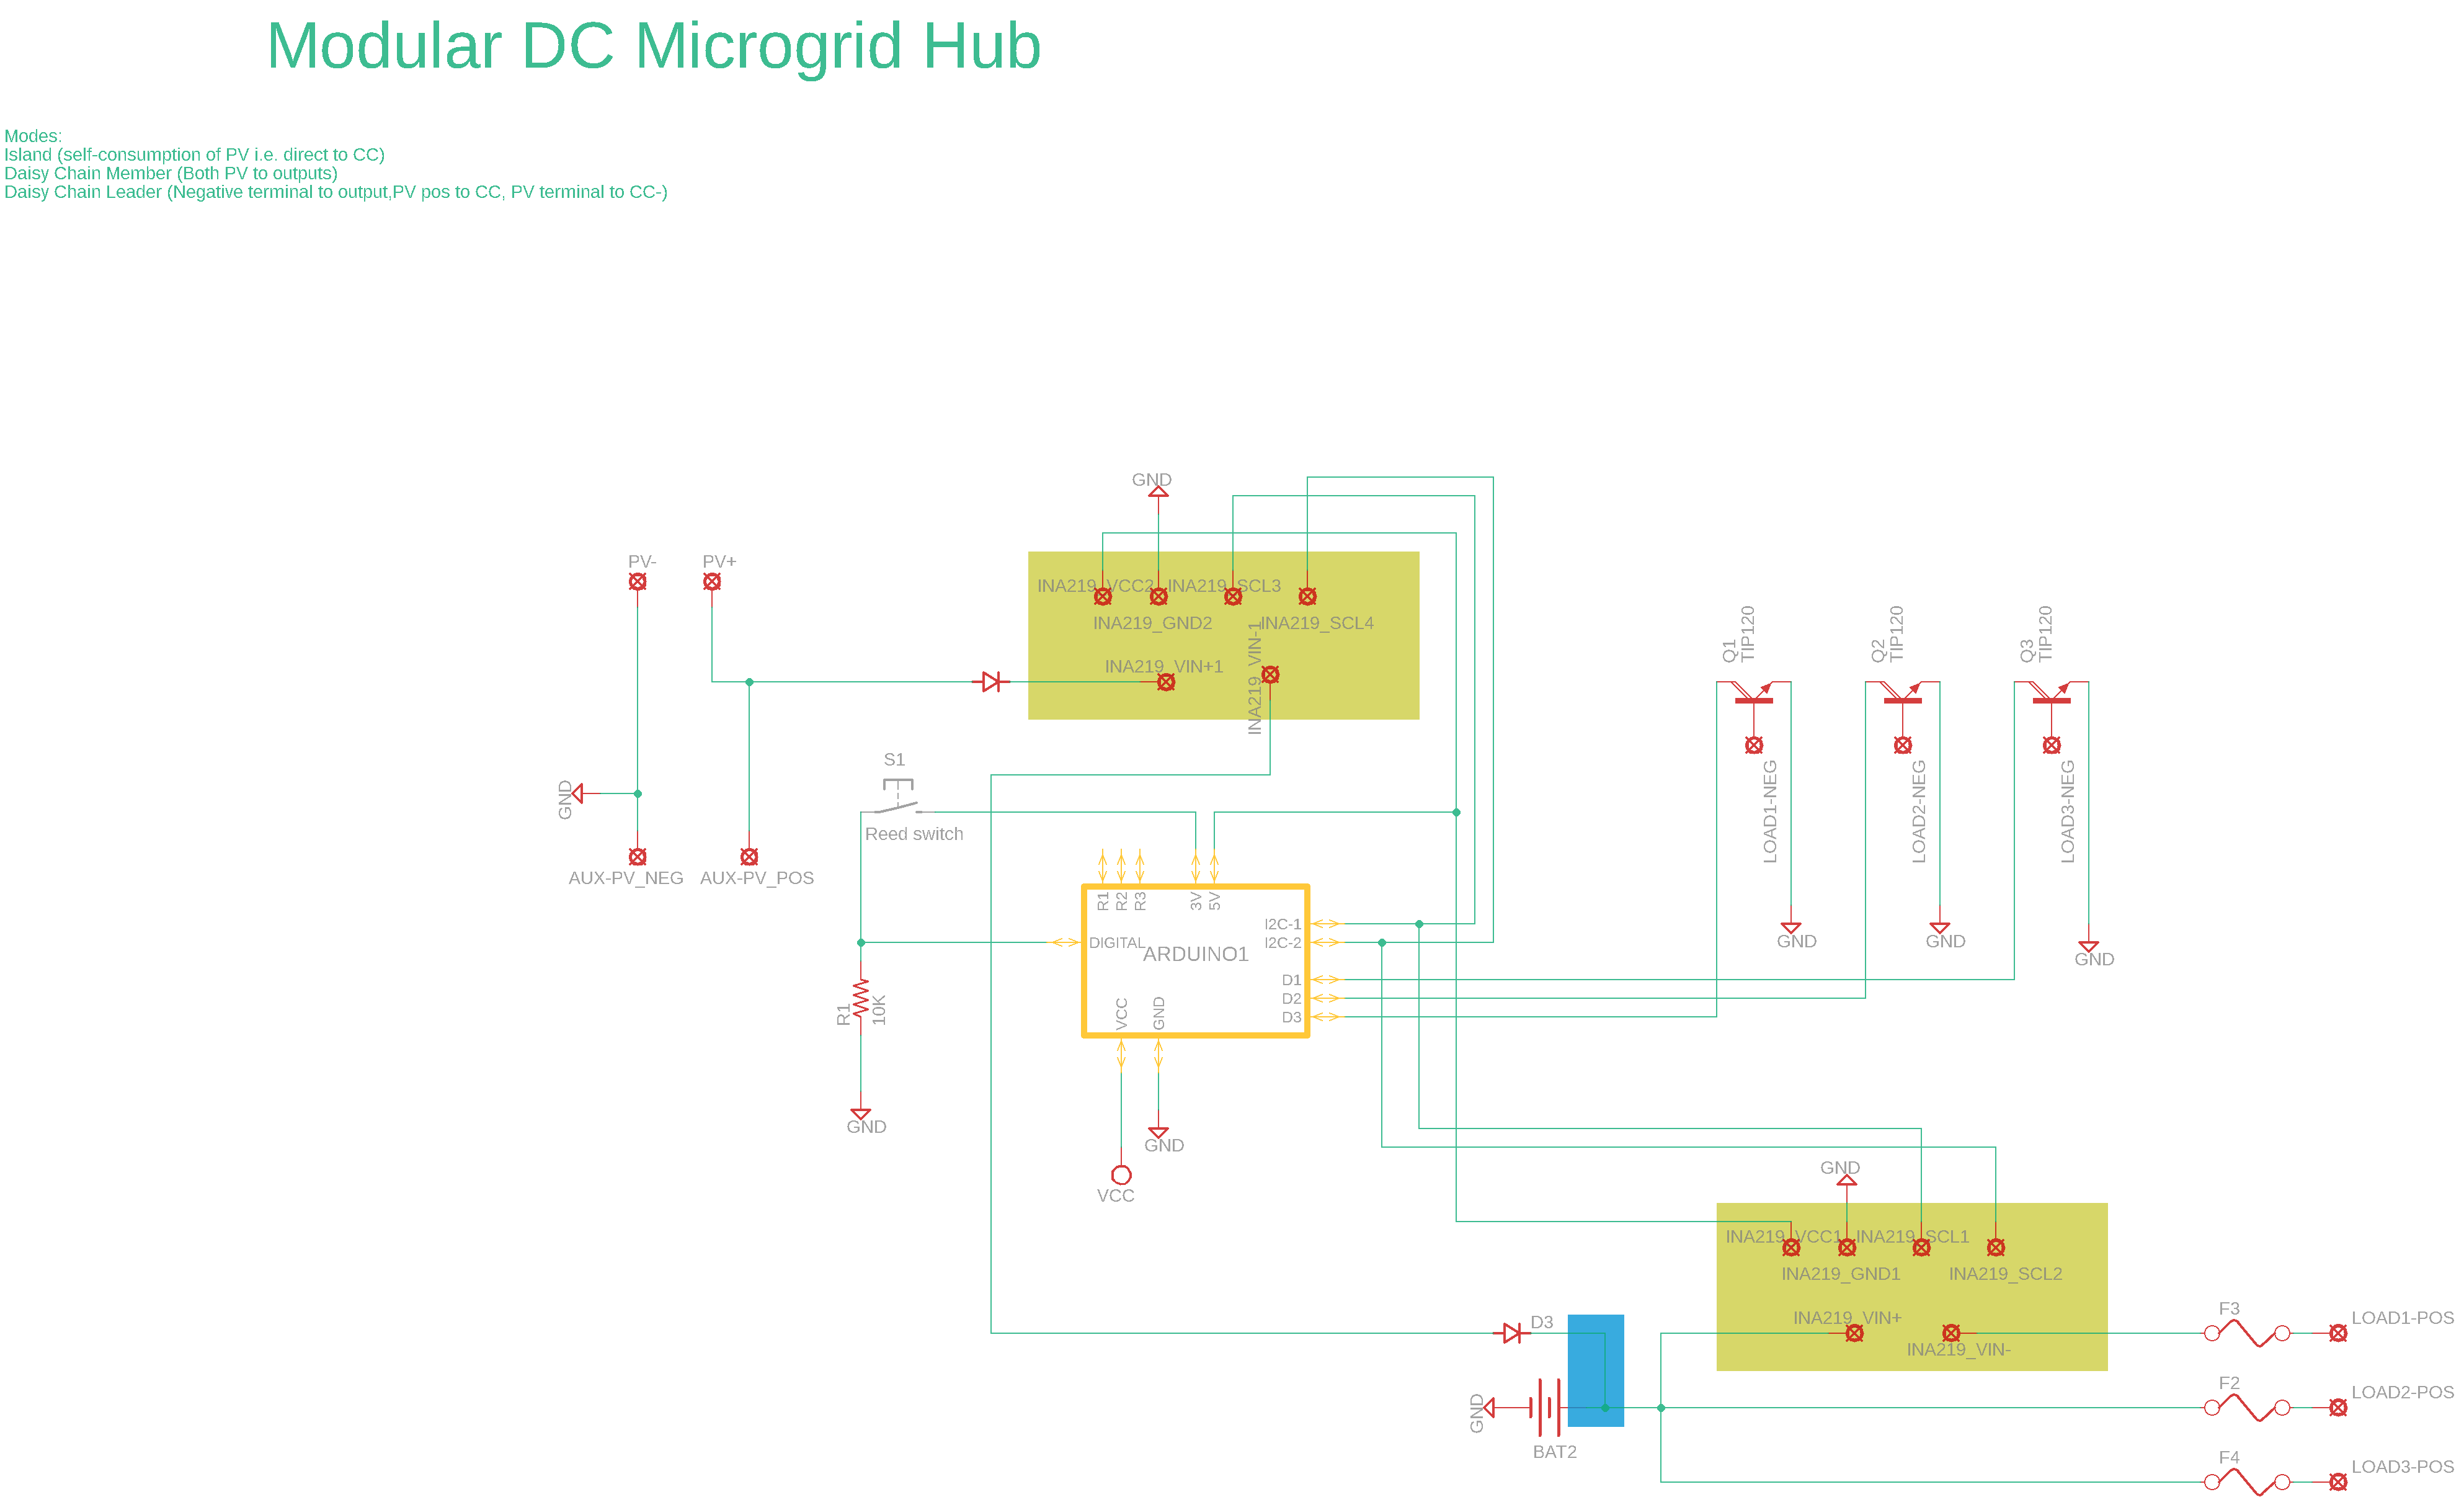 Modular DC Microgrid Hub
Modes:
Island (self-consumption of PV i.e. direct to CC)
Daisy Chain Member (Both PV to outputs)
Daisy Chain Leader (Negative terminal to output,PV pos to CC, PV terminal to CC-)
GND
PV-
PV+
INA219_VCC2
INA219_SCL3
INA219_GND2
INA219_SCL4
INA219_VIN+1
INA219_VIN-1
Q1
TIP120
Q2
TIP120
Q3
TIP120
S1
Reed switch
GND
AUX-PV_NEG
AUX-PV_POS
LOAD1-NEG
LOAD2-NEG
LOAD3-NEG
R1
R2
R3
3V
5V
I2C-1
DIGITAL
I2C-2
ARDUINO1
D1
D2
D3
VCC
GND
GND
GND
GND
R1
10K
GND
GND
VCC
GND
INA219_VCC1
INA219_SCL1
INA219_GND1
INA219_SCL2
INA219_VIN+
INA219_VIN-
D3
F3
LOAD1-POS
F2
LOAD2-POS
GND
BAT2
F4
LOAD3-POS